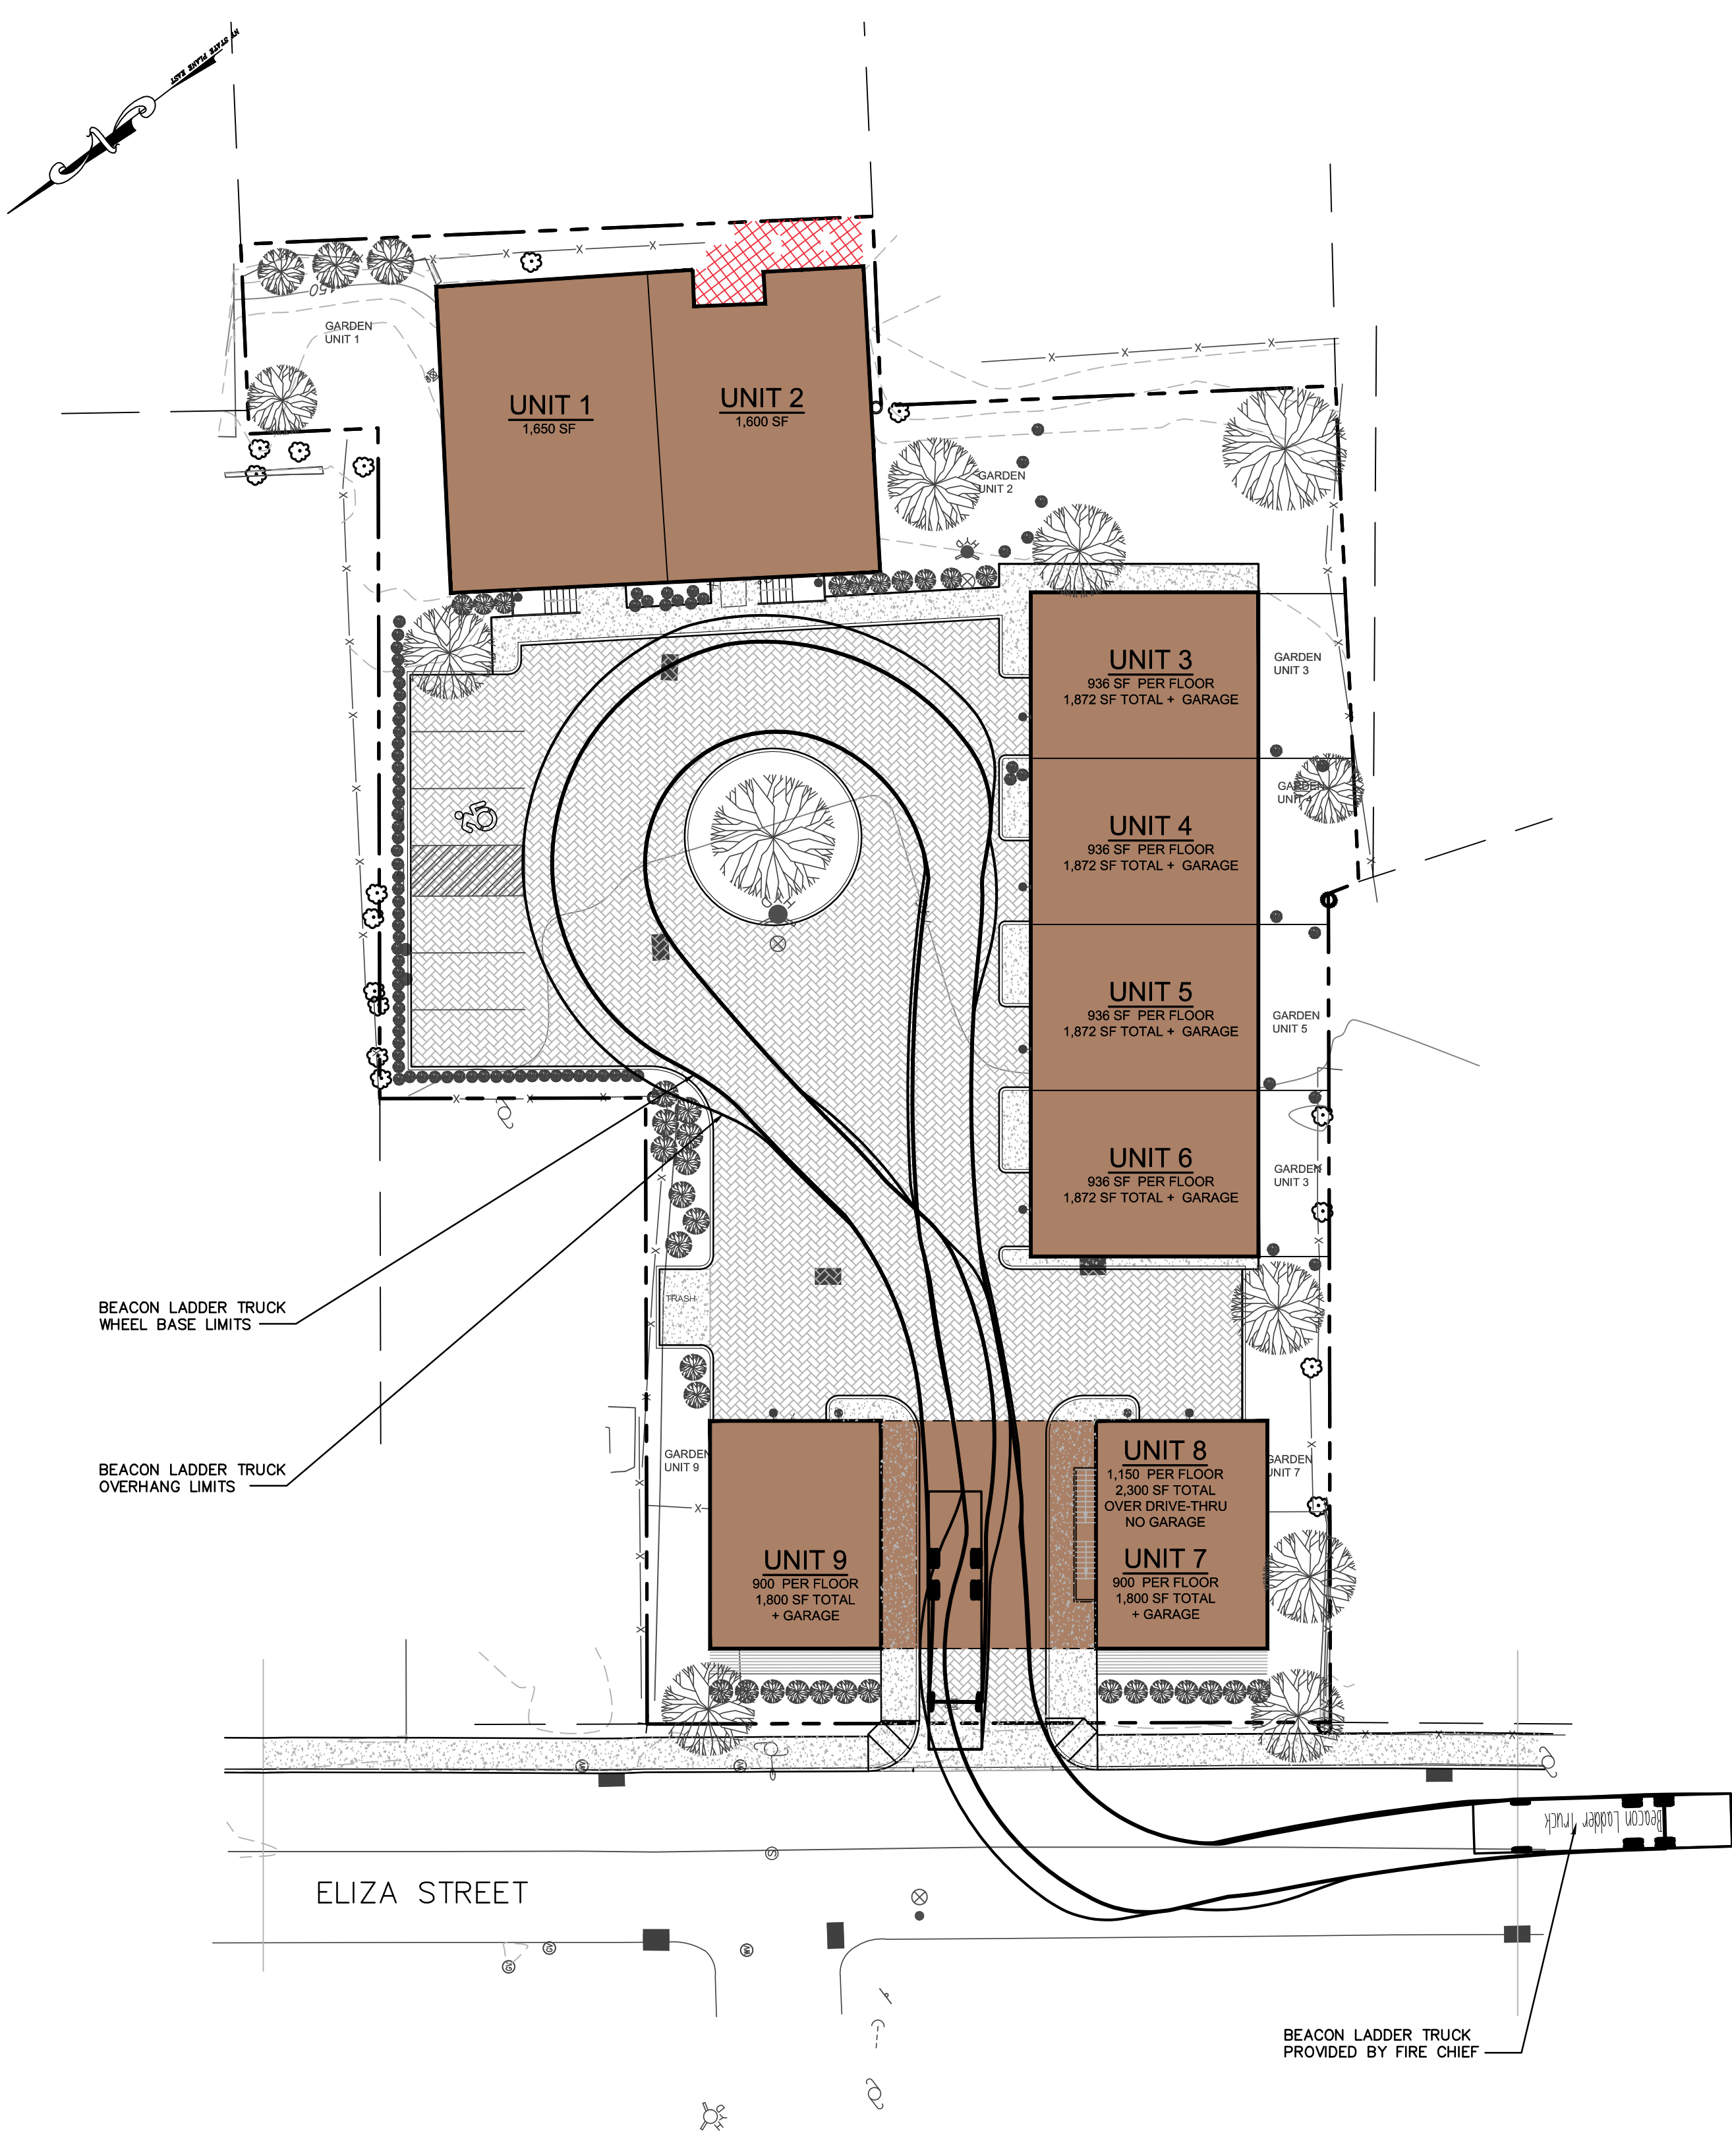 NY STATE PLANE EAST
50
GARDEN
UNIT 1
UNIT 1
1,650 SF
UNIT 2
1,600 SF
GARDEN
UNIT 2
HYD
UNIT 3
936 SF PER FLOOR
1,872 SF TOTAL + GARAGE
GARDEN
UNIT 3
UNIT 4
936 SF PER FLOOR
1,872 SF TOTAL + GARAGE
GARDEN
UNIT 4
HYD
UNIT 5
936 SF PER FLOOR
1,872 SF TOTAL + GARAGE
GARDEN
UNIT 5
UNIT 6
936 SF PER FLOOR
1,872 SF TOTAL + GARAGE
GARDEN
UNIT 3
BEACON LADDER TRUCK
WHEEL BASE LIMITS
TRASH
BEACON LADDER TRUCK
OVERHANG LIMITS
GARDEN
UNIT 9
UNIT 9
900 PER FLOOR
1,800 SF TOTAL
+ GARAGE
UNIT 8
1,150 PER FLOOR
2,300 SF TOTAL
OVER DRIVE-THRU
NO GARAGE
UNIT 7
900 PER FLOOR
1,800 SF TOTAL
+ GARAGE
GARDEN
UNIT 7
Beacon Ladder Truck
ELIZA STREET
BEACON LADDER TRUCK
PROVIDED BY FIRE CHIEF
HYD